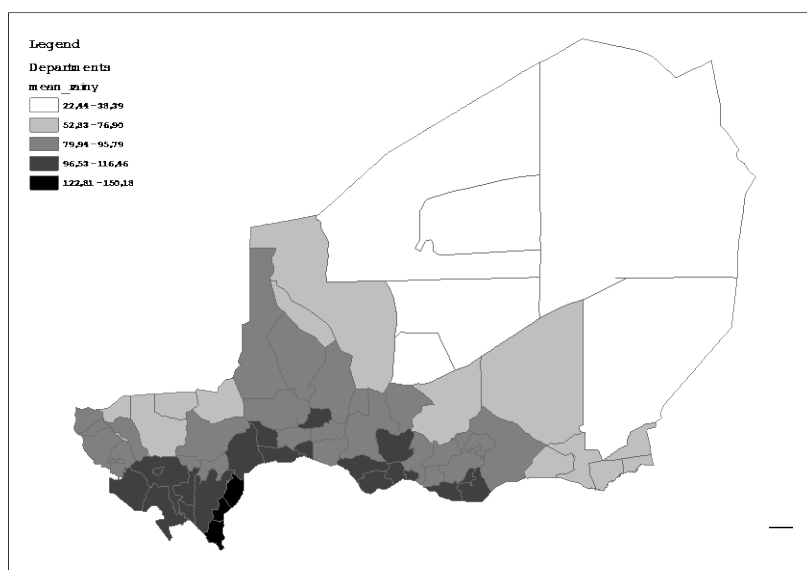 Legend
Departments
mean_rainy
22,44 - 38,39
52,83 - 76,90
79,94 - 95,79
96,53 - 116,46
122,81 - 150,18